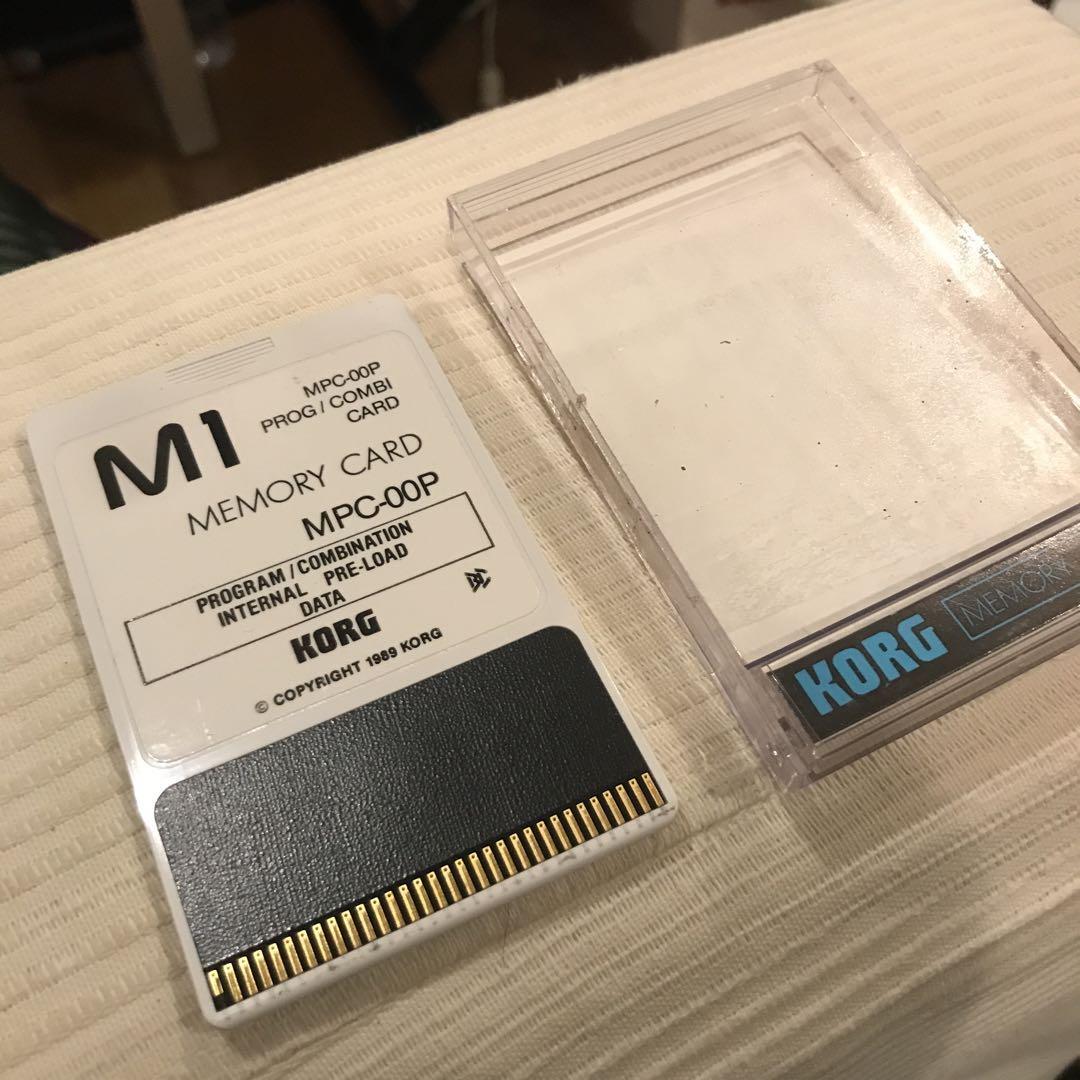 M1
MPC-00P
PROG / COMBI
CARD
MEMORY CARD
MPC-00P
PROGRAM / COMBINATION
INTERNAL PRE-LOAD
DATA
KORG
© COPYRIGHT 1989 KORG
KORG
MEMORY